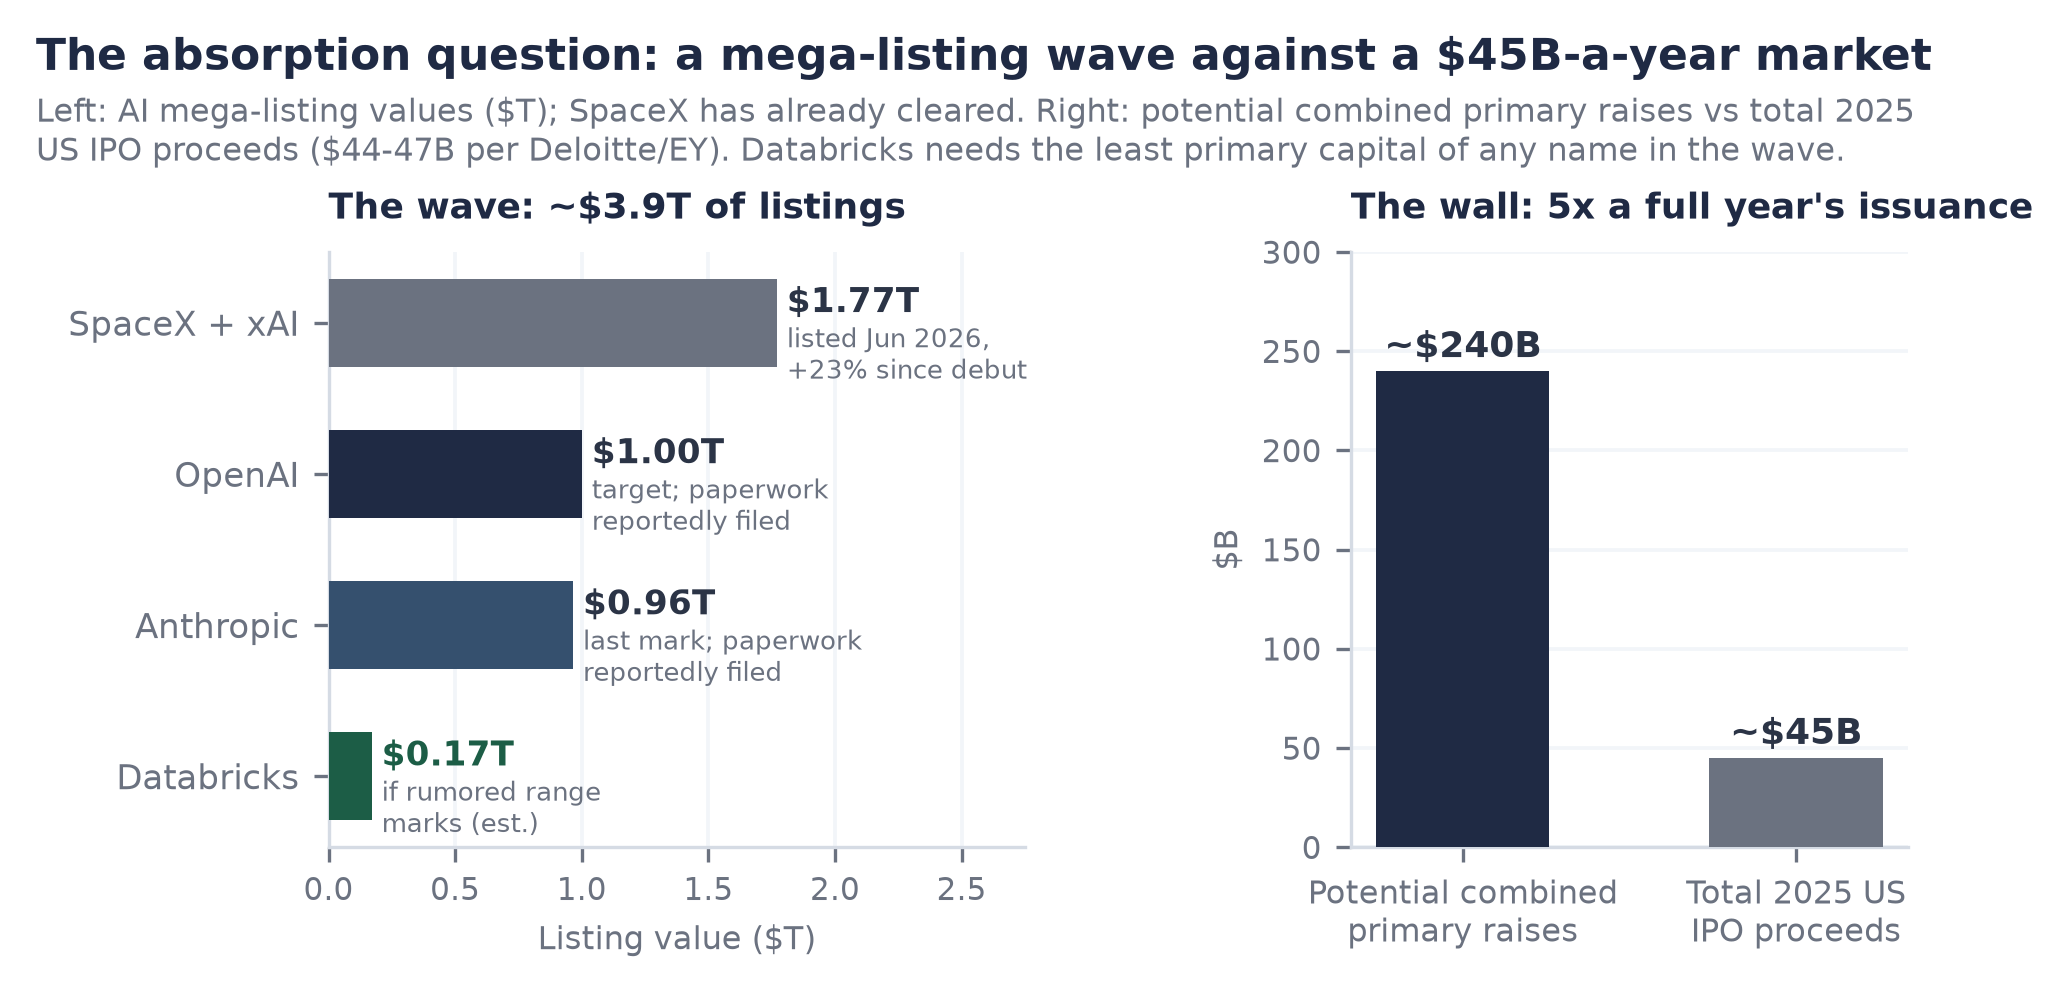 The absorption question: a mega-listing wave against a $45B-a-year market
Left: AI mega-listing values ($T); SpaceX has already cleared. Right: potential combined primary raises vs total 2025
US IPO proceeds ($44-47B per Deloitte/EY). Databricks needs the least primary capital of any name in the wave.
The wave: ~$3.9T of listings
SpaceX + xAI
$1.77T
listed Jun 2026,
+23% since debut
OpenAI
$1.00T
target; paperwork
reportedly filed
Anthropic
$0.96T
last mark; paperwork
reportedly filed
Databricks
$0.17T
if rumored range
marks (est.)
0.0 0.5 1.0 1.5 2.0 2.5
Listing value ($T)
The wall: 5x a full year's issuance
300
250
200
150
100
50
0
$B
~$240B
~$45B
Potential combined
primary raises
Total 2025 US
IPO proceeds